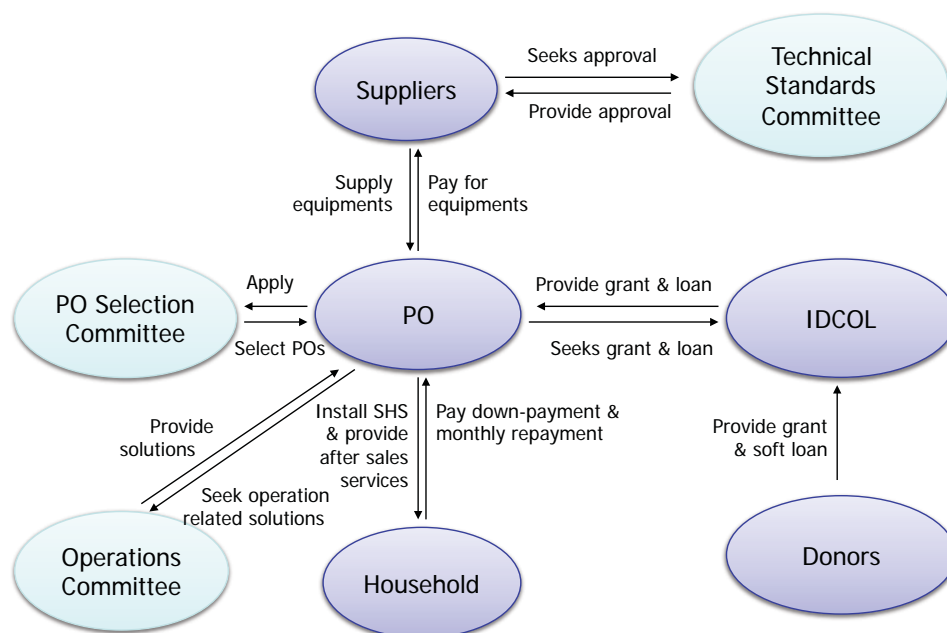 Suppliers
Seeks approval
Provide approval
Technical
Standards
Committee
Supply
equipments
Pay for
equipments
PO Selection
Committee
Apply
Select POs
PO
Provide grant & loan
Seeks grant & loan
IDCOL
Provide
solutions
Seek operation
related solutions
Install SHS
& provide
after sales
services
Pay down-payment &
monthly repayment
Provide grant
& soft loan
Operations
Committee
Household
Donors